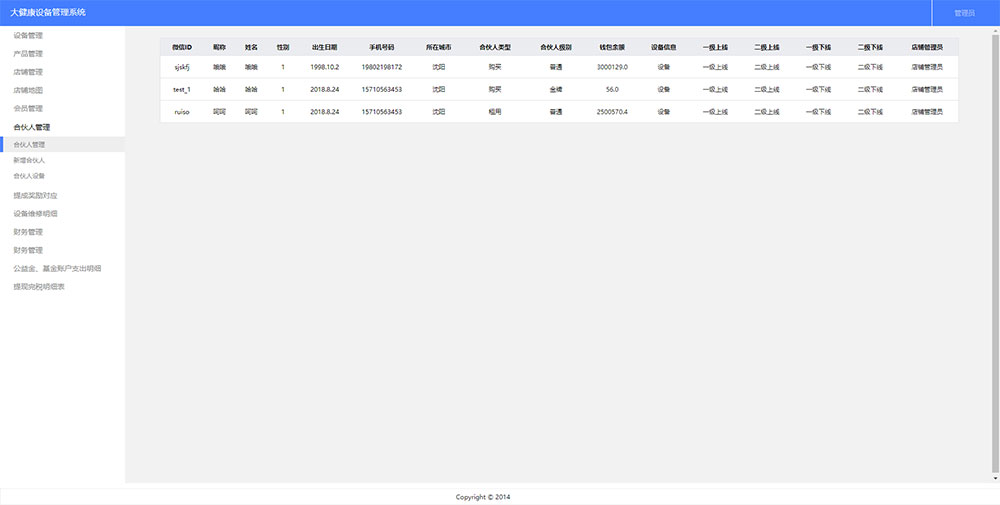 大健康设备管理系统 管理员
设备管理
产品管理
店铺管理
店铺地图
会员管理
合伙人管理
合伙人管理
新增合伙人
合伙人设备
提成奖励对应
设备维修明细
财务管理
财务管理
公益金、基金账户支出明细
提现完税明细表
微信ID 昵称 姓名 性别 出生日期 手机号码 所在城市 合伙人类型 合伙人级别 钱包余额 设备信息 一级上线 二级上线 一级下线 二级下线 店铺管理员
sjskfj 1 1998.10.2 19802198172 沈阳 购买 普通 3000129.0 设备 一级上线 二级上线 一级下线 二级下线 店铺管理员
test_1 哈哈 哈哈 1 2018.8.24 15710563453 沈阳 购买 金牌 56.0 设备 一级上线 二级上线 一级下线 二级下线 店铺管理员
ruiso 呵呵 呵呵 1 2018.8.24 15710563453 沈阳 租用 普通 2500570.4 设备 一级上线 二级上线 一级下线 二级下线 店铺管理员
Copyright © 2014